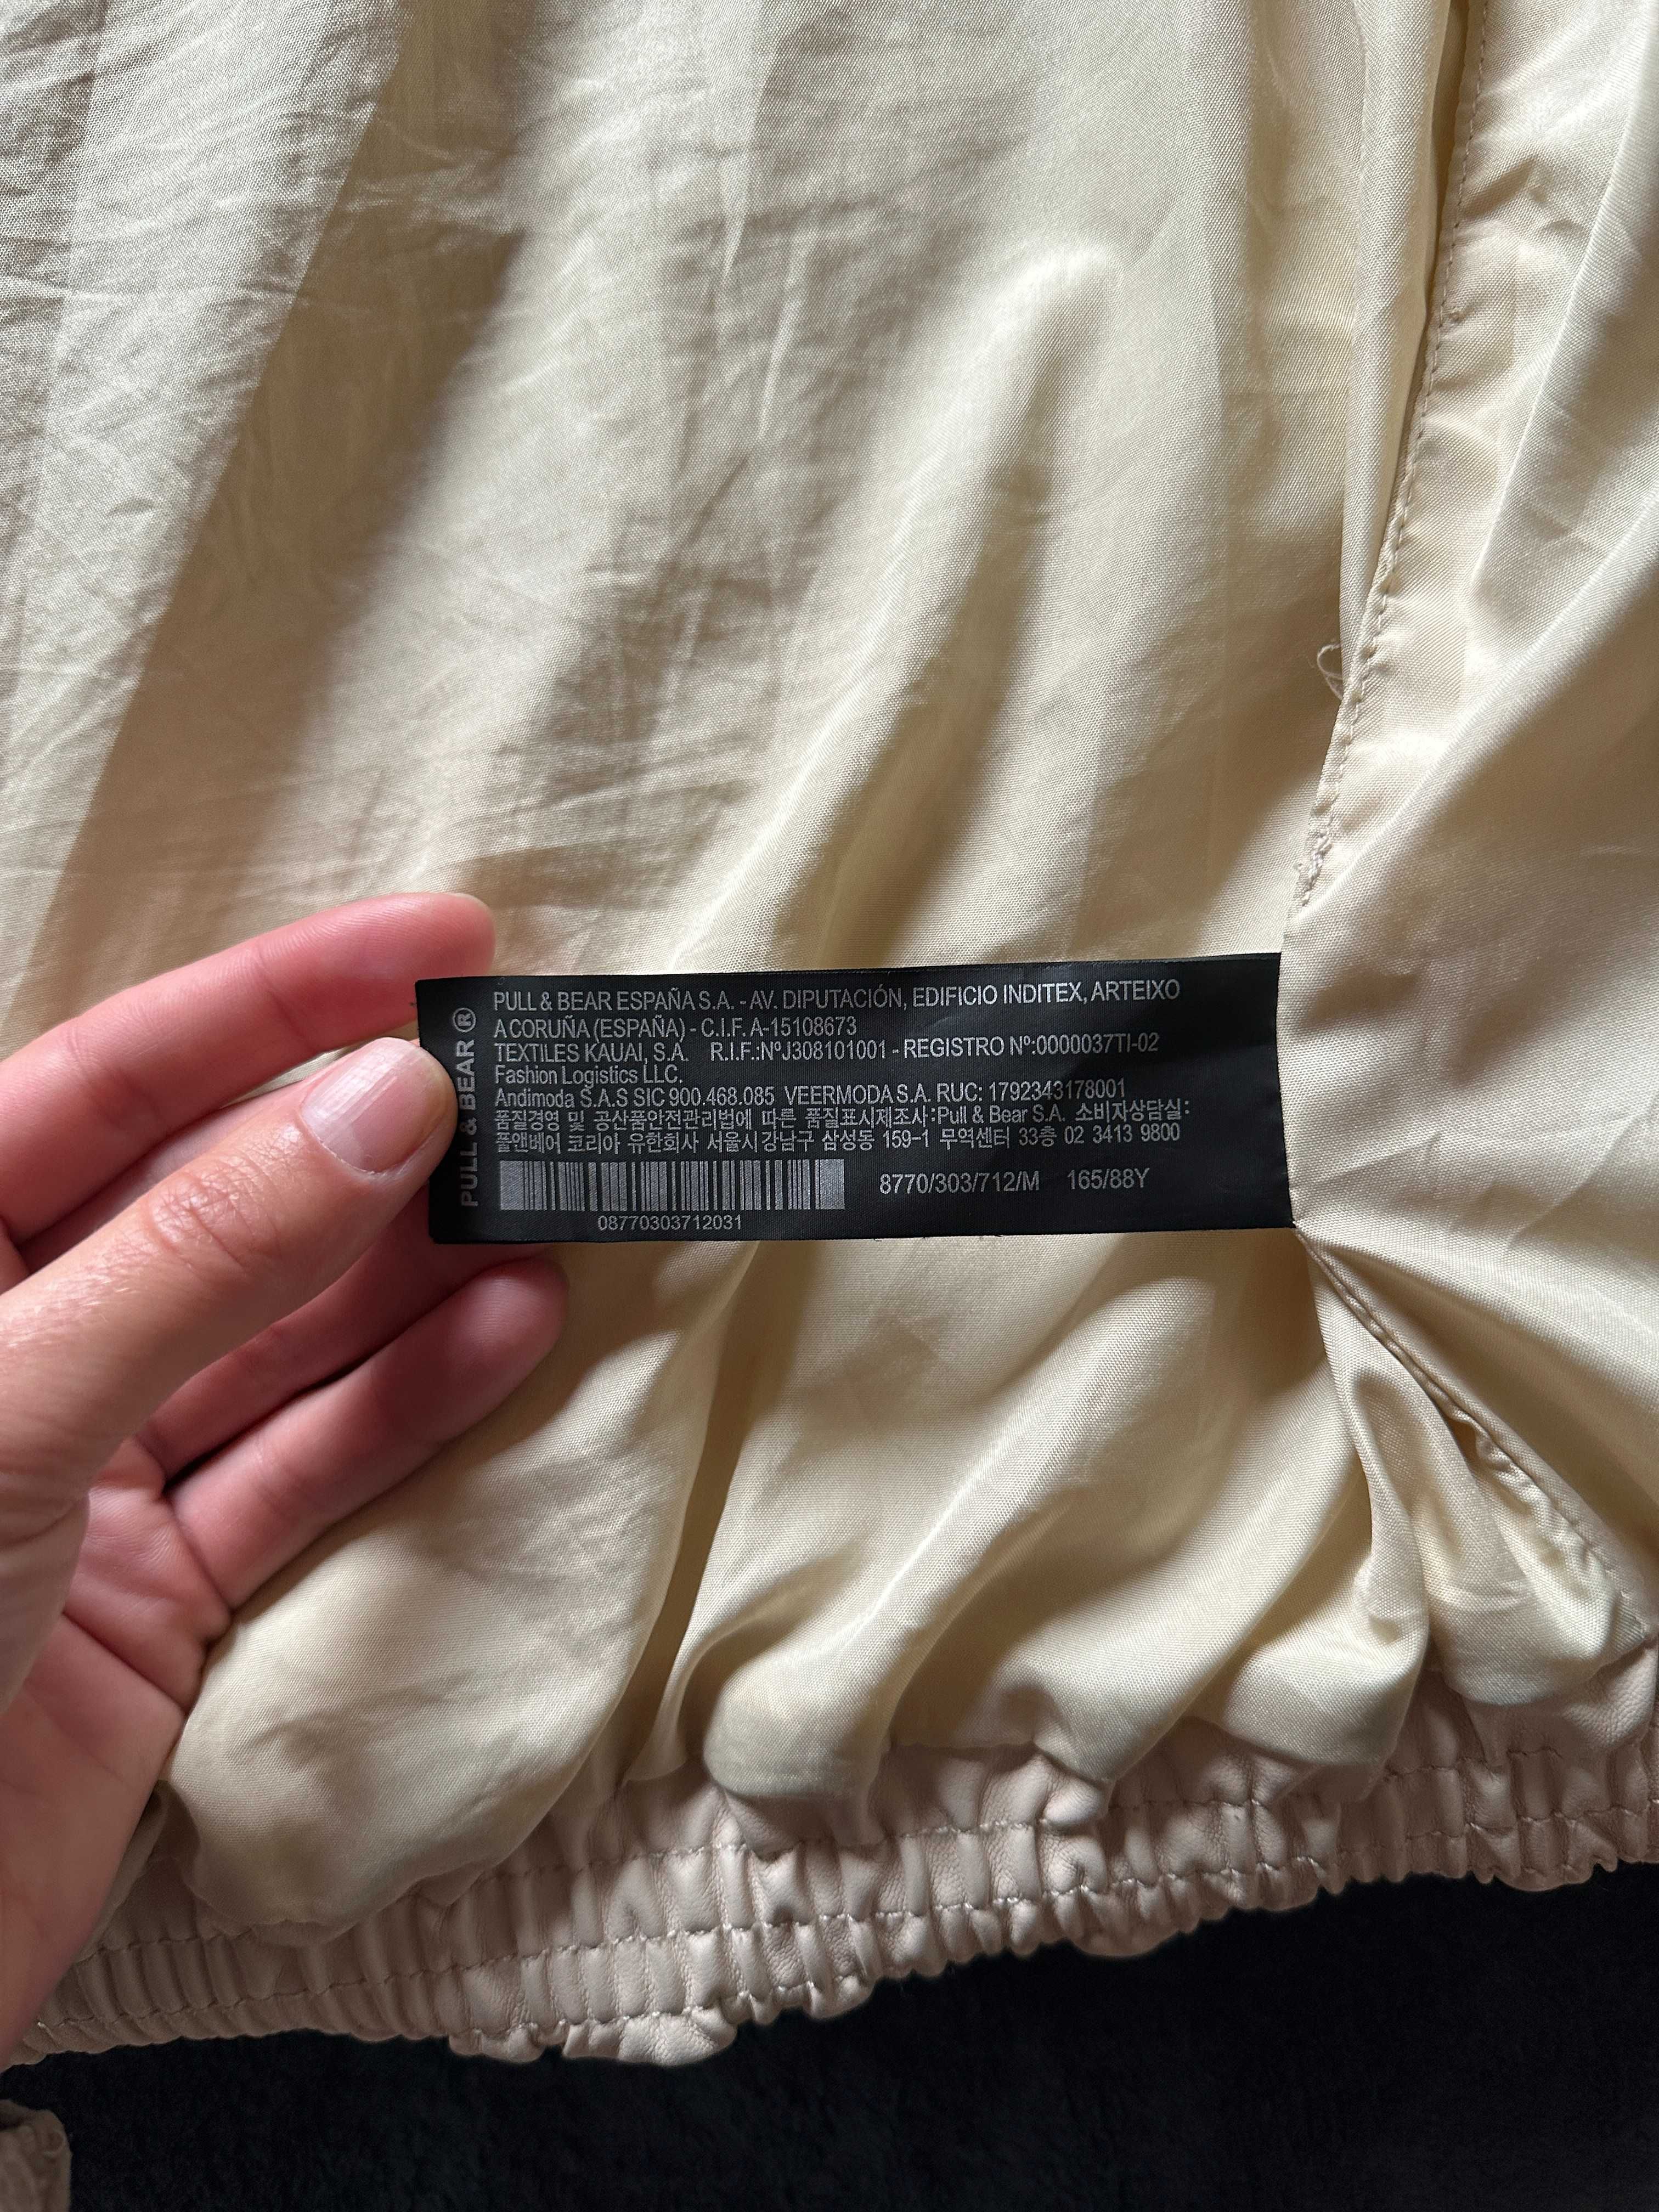 PULL & BEAR ®
PULL & BEAR ESPAÑA S.A. - AV. DIPUTACIÓN, EDIFICIO INDITEX, ARTEIXO
A CORUÑA (ESPAÑA) - C.I.F. A-15108673
TEXTILES KAUAI, S.A. R.I.F.:NºJ308101001 - REGISTRO Nº:0000037TI-02
Fashion Logistics LLC.
Andimoda S.A.S SIC 900.468.085 VEERMODA S.A. RUC: 1792343178001
품질경영 및 공산품안전관리법에 따른 품질표시제조사:Pull & Bear S.A. 소비자상담실:
풀앤베어 코리아 유한회사 서울시강남구 삼성동 159-1 무역센터 33층 02 3413 9800
8770/303/712/M 165/88Y
08770303712031